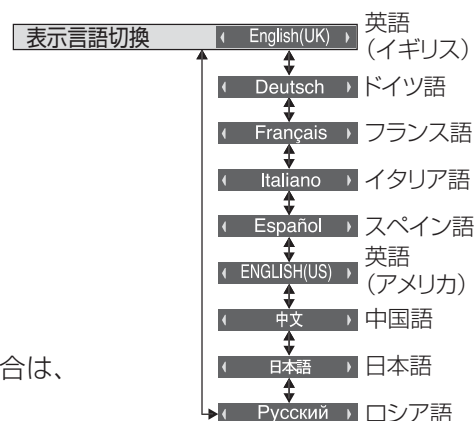 表示言語切換 English(UK) 英語
(イギリス)
Deutsch ドイツ語
Français フランス語
Italiano イタリア語
Español スペイン語
ENGLISH(US) 英語
(アメリカ)
中文 中国語
合は、
日本語 日本語
Русский ロシア語